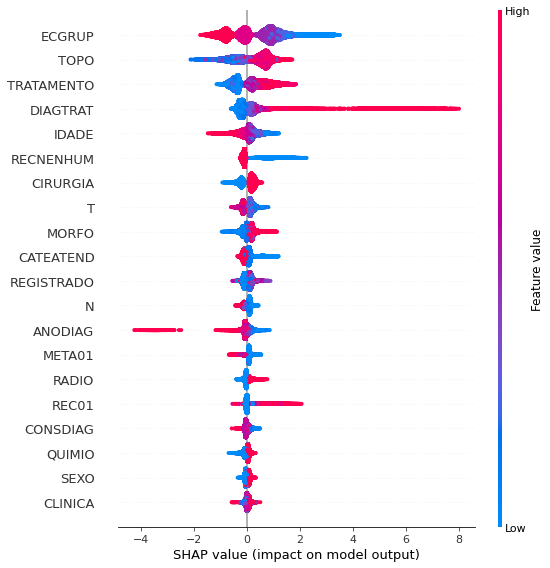 High
ECGRUP
TOPO
TRATAMENTO
DIAGTRAT
IDADE
RECNENHUM
CIRURGIA
T
MORFO
CATEATEND
REGISTRADO
N
ANODIAG
META01
RADIO
REC01
CONSDIAG
QUIMIO
SEXO
CLINICA
Feature value
Low
−4 −2 0 2 4 6 8
SHAP value (impact on model output)